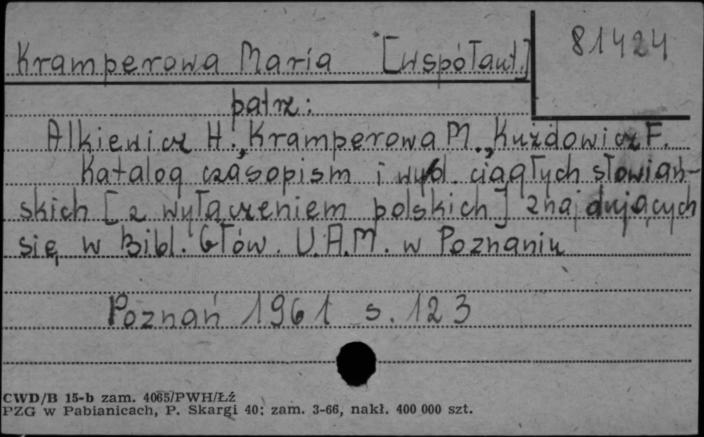 81424
Kramperowa Maria [współaut.]
patrz:
Alkiewicz H., Kramperowa M., Kużdowicz F.
Katalog czasopism i wyd. ciągłych słowiań-
skich [z wyłączeniem polskich] znajdujących
się w Bibl. Głów. U.A.M. w Poznaniu
Poznań 1961 s. 123
CWD/B 15-b zam. 4065/PWH/Łź
PZG w Pabianicach, P. Skargi 40; zam. 3-66, nakł. 400 000 szt.